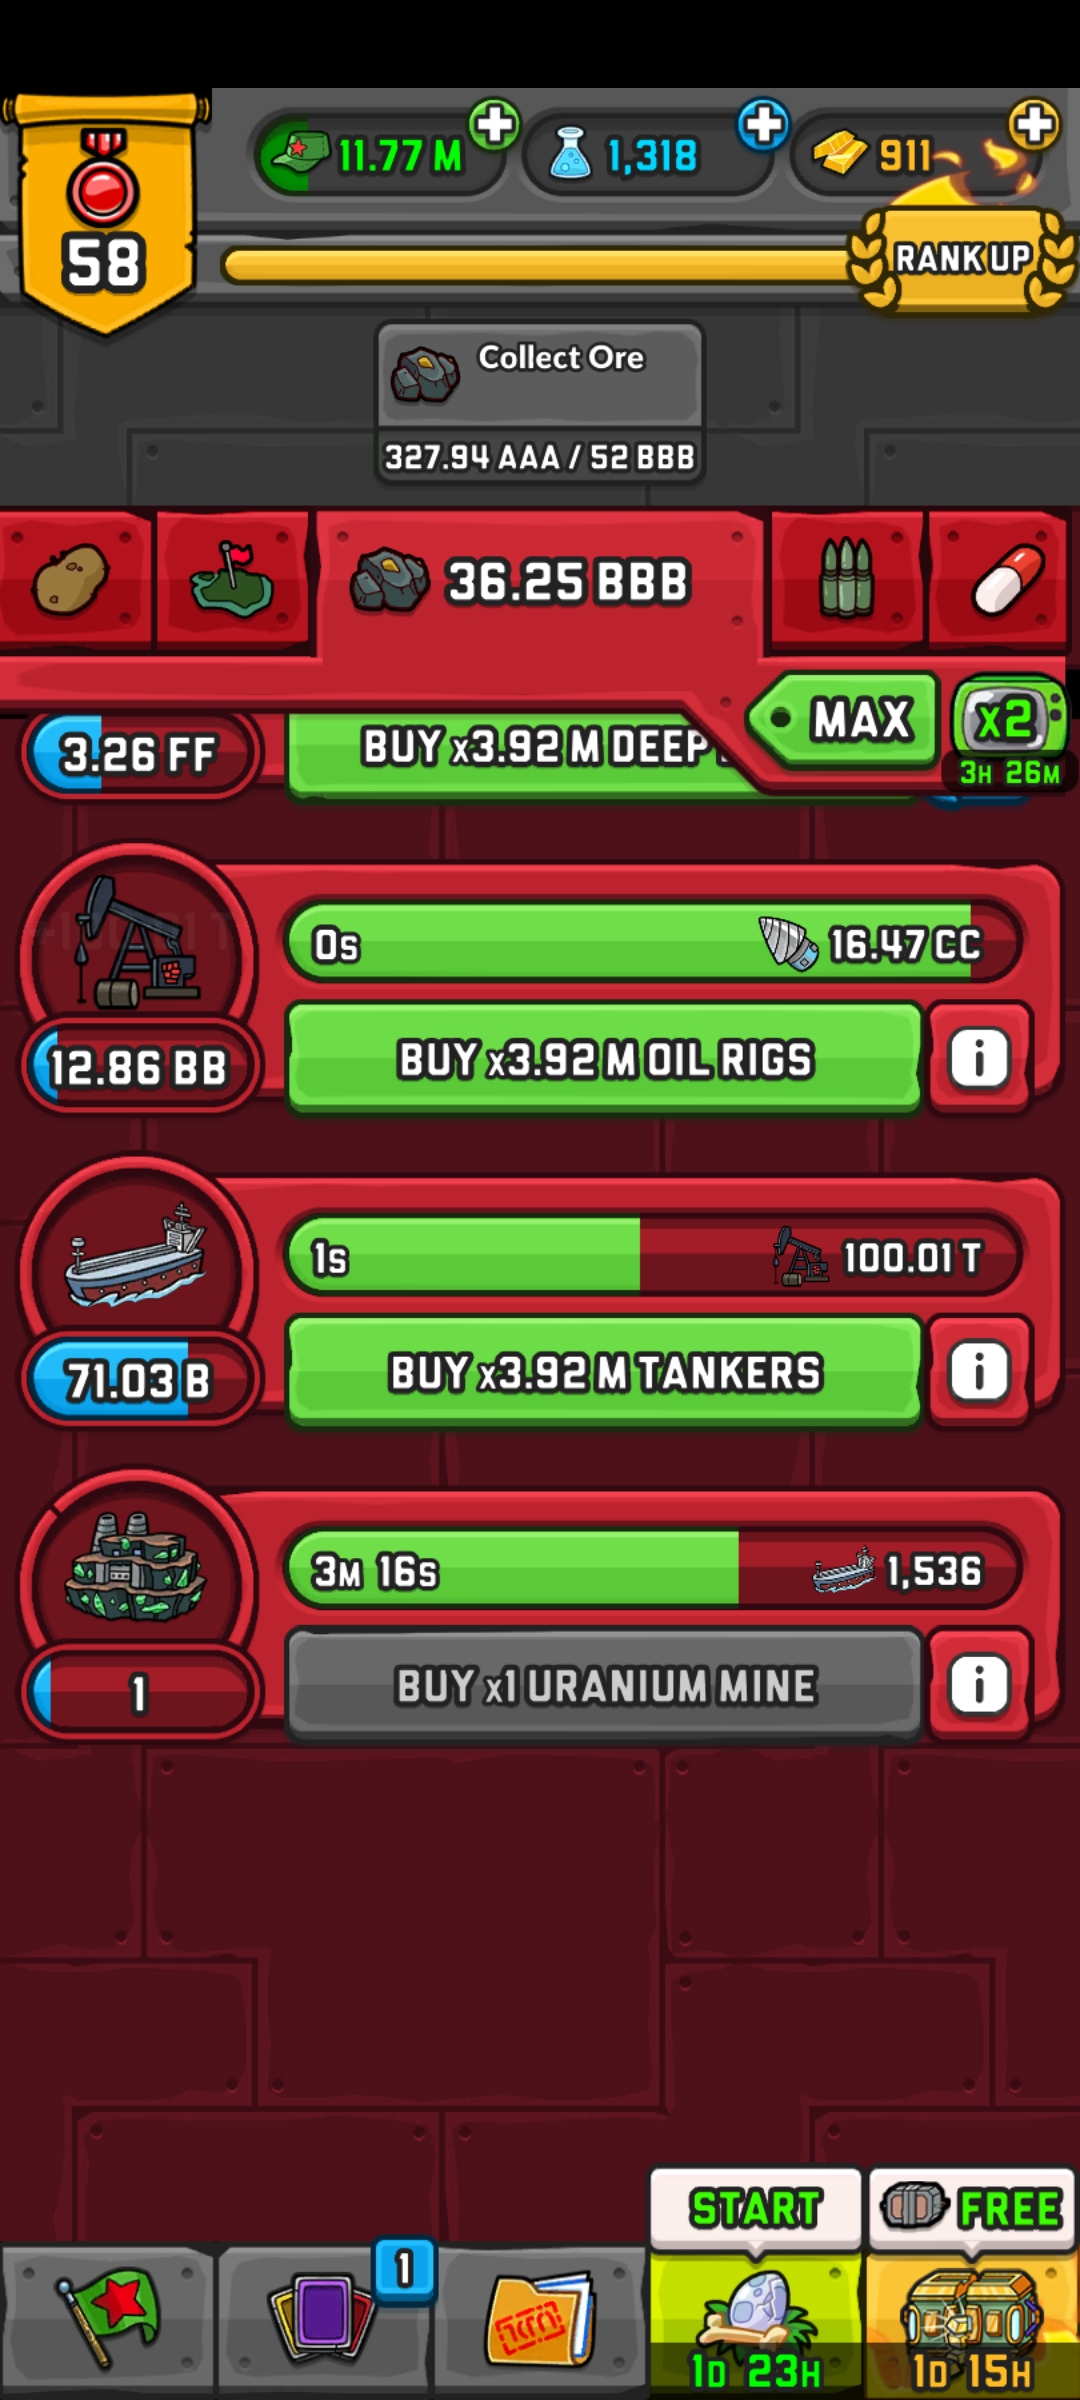 58
11.77 M
1,318
911
RANK UP
Collect Ore
327.94 AAA / 52 BBB
36.25 BBB
MAX
x2
3H 26M
3.26 FF
BUY x3.92 M DEEP
0s
16.47 CC
12.86 BB
BUY x3.92 M OIL RIGS
i
1s
100.01 T
71.03 B
BUY x3.92 M TANKERS
i
3M 16s
1,536
1
BUY x1 URANIUM MINE
i
START
FREE
1
1D 23H
1D 15H